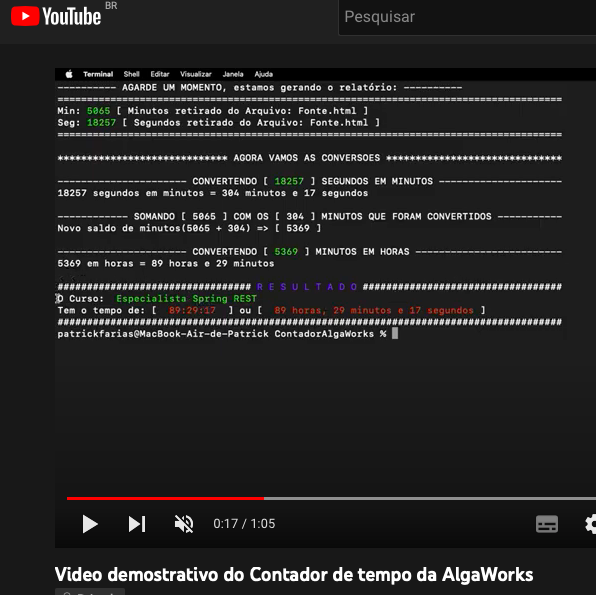 YouTube BR
Pesquisar
Terminal Shell Editar Visualizar Janela Ajuda
---------- AGARDE UM MOMENTO, estamos gerando o relatório: ----------
======================================================================================
Min: 5065 [ Minutos retirado do Arquivo: Fonte.html ]
Seg: 18257 [ Segundos retirado do Arquivo: Fonte.html ]
======================================================================================
***************************** AGORA VAMOS AS CONVERSOES ******************************
---------------------- CONVERTENDO [ 18257 ] SEGUNDOS EM MINUTOS ---------------------
18257 segundos em minutos = 304 minutos e 17 segundos
------------ SOMANDO [ 5065 ] COM OS [ 304 ] MINUTOS QUE FORAM CONVERTIDOS -----------
Novo saldo de minutos(5065 + 304) => [ 5369 ]
---------------------- CONVERTENDO [ 5369 ] MINUTOS EM HORAS -------------------------
5369 em horas = 89 horas e 29 minutos
################################# R E S U L T A D O ##################################
O Curso: Especialista Spring REST
Tem o tempo de: [ 89:29:17 ] ou [ 89 horas, 29 minutos e 17 segundos ]
######################################################################################
patrickfarias@MacBook-Air-de-Patrick ContadorAlgaWorks %
0:17 / 1:05
Video demostrativo do Contador de tempo da AlgaWorks